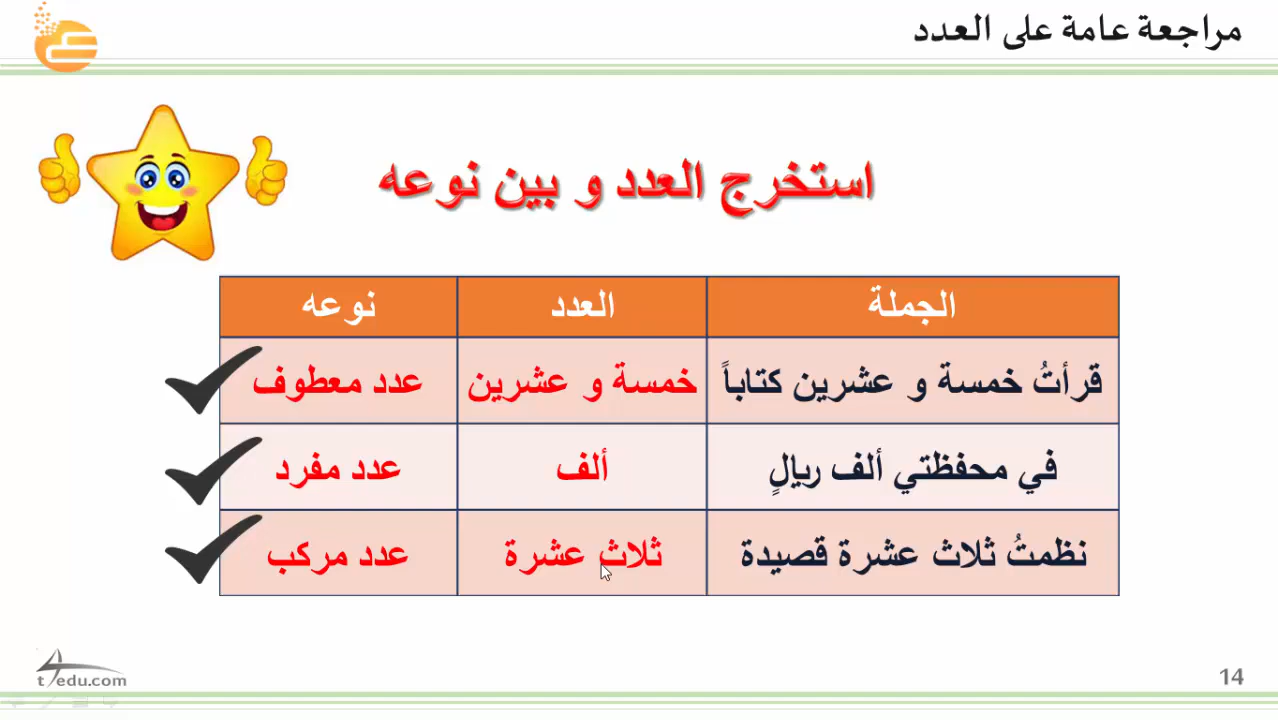 مراجعة عامة على العدد
استخرج العدد و بين نوعه
الجملة العدد نوعه
قرأتُ خمسة و عشرين كتاباً خمسة و عشرين عدد معطوف
في محفظتي ألف ريالٍ ألف عدد مفرد
نظمتُ ثلاث عشرة قصيدة ثلاث عشرة عدد مركب
t4edu.com
14